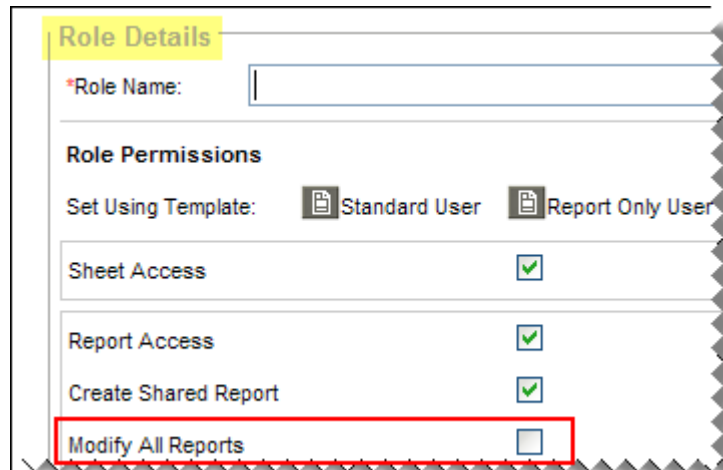 Role Details
*Role Name:
Role Permissions
Set Using Template: Standard User Report Only User
Sheet Access
Report Access
Create Shared Report
Modify All Reports